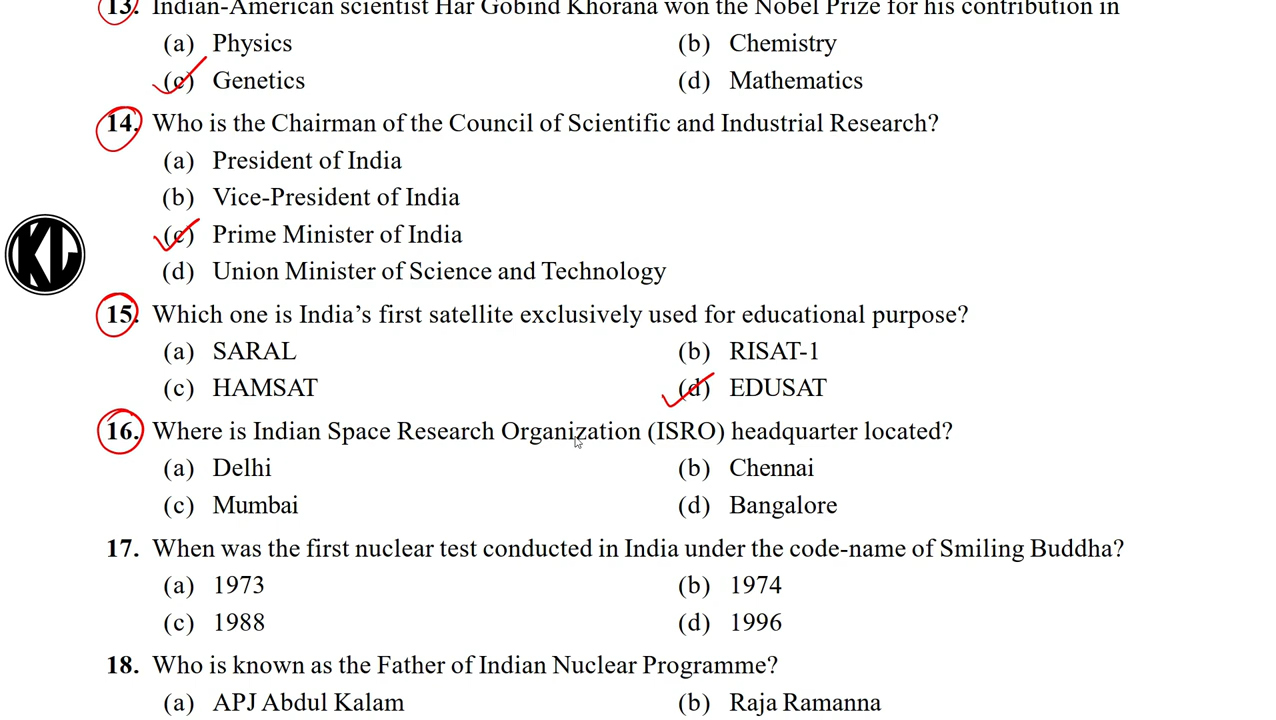 13. Indian-American scientist Har Gobind Khorana won the Nobel Prize for his contribution in
(a) Physics (b) Chemistry
(c) Genetics (d) Mathematics
14. Who is the Chairman of the Council of Scientific and Industrial Research?
(a) President of India
(b) Vice-President of India
(c) Prime Minister of India
(d) Union Minister of Science and Technology
KL
15. Which one is India’s first satellite exclusively used for educational purpose?
(a) SARAL (b) RISAT-1
(c) HAMSAT (d) EDUSAT
16. Where is Indian Space Research Organization (ISRO) headquarter located?
(a) Delhi (b) Chennai
(c) Mumbai (d) Bangalore
17. When was the first nuclear test conducted in India under the code-name of Smiling Buddha?
(a) 1973 (b) 1974
(c) 1988 (d) 1996
18. Who is known as the Father of Indian Nuclear Programme?
(a) APJ Abdul Kalam (b) Raja Ramanna